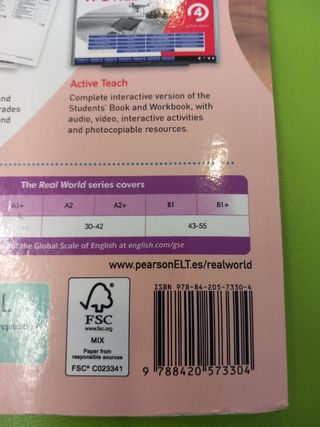 4
Active Teach
Complete interactive version of the
Students' Book and Workbook, with
audio, video, interactive activities
and photocopiable resources.
The Real World series covers
A1+ A2 A2+ B1 B1+
30-42 43-55
the Global Scale of English at english.com/gse
www.pearsonELT.es/realworld
ISBN 978-84-205-7330-4
FSC
www.fsc.org
MIX
Paper from
responsible sources
FSC® C023341
9 788420 573304